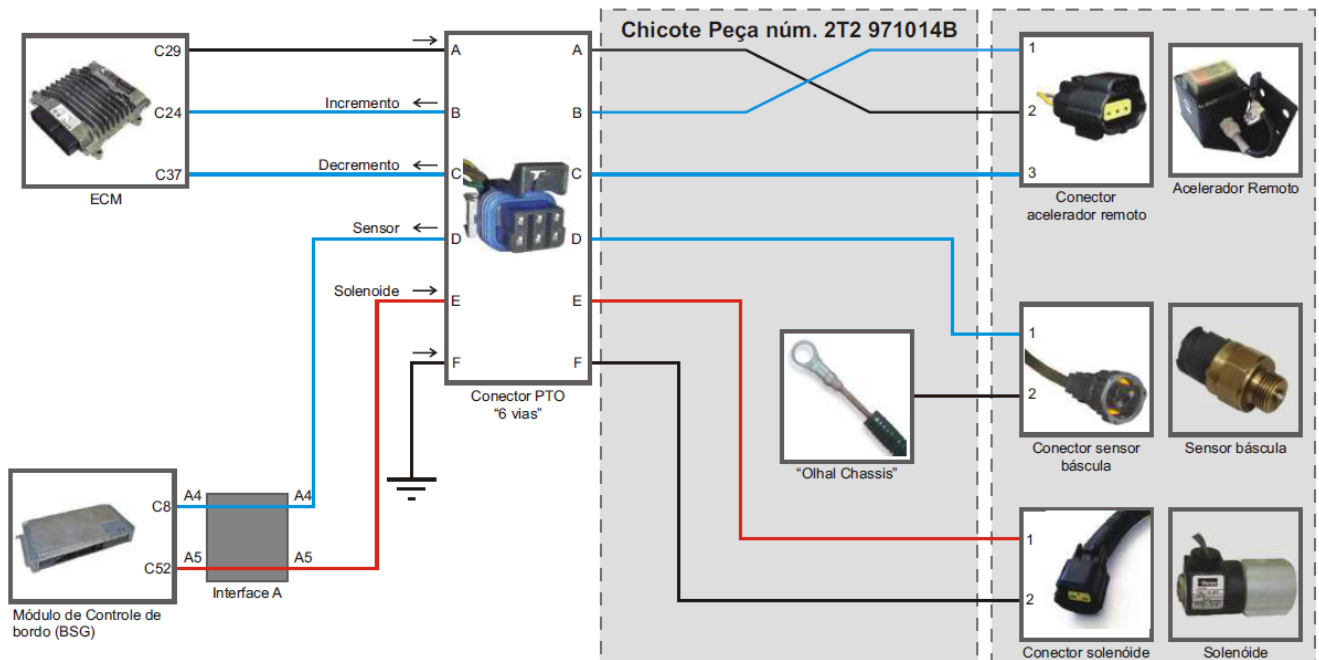 Chicote Peça núm. 2T2 971014B
C29
C24
C37
ECM
Incremento
Decremento
Sensor
Solenoide
A
B
C
D
E
F
A
B
C
D
E
F
Conector PTO
“6 vias”
1
2
3
Conector
acelerador remoto
Acelerador Remoto
“Olhal Chassis”
1
2
Conector sensor
báscula
Sensor báscula
C8
C52
A4
A4
A5
A5
Interface A
Módulo de Controle de
bordo (BSG)
1
2
Conector solenóide
Solenóide